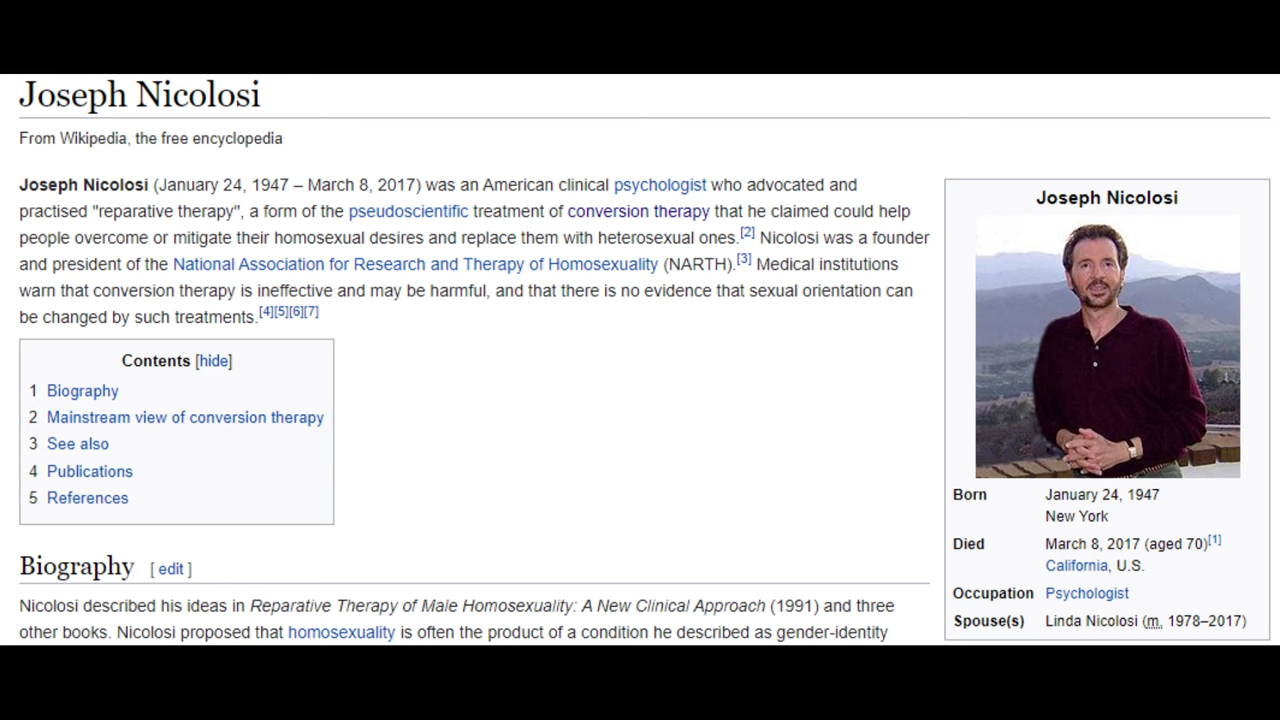 Joseph Nicolosi
From Wikipedia, the free encyclopedia
Joseph Nicolosi (January 24, 1947 – March 8, 2017) was an American clinical psychologist who advocated and
practised "reparative therapy", a form of the pseudoscientific treatment of conversion therapy that he claimed could help
people overcome or mitigate their homosexual desires and replace them with heterosexual ones.[2] Nicolosi was a founder
and president of the National Association for Research and Therapy of Homosexuality (NARTH).[3] Medical institutions
warn that conversion therapy is ineffective and may be harmful, and that there is no evidence that sexual orientation can
be changed by such treatments.[4][5][6][7]
Contents [hide]
1 Biography
2 Mainstream view of conversion therapy
3 See also
4 Publications
5 References
Biography [ edit ]
Nicolosi described his ideas in Reparative Therapy of Male Homosexuality: A New Clinical Approach (1991) and three
other books. Nicolosi proposed that homosexuality is often the product of a condition he described as gender-identity
Joseph Nicolosi
Born January 24, 1947
New York
Died March 8, 2017 (aged 70)[1]
California, U.S.
Occupation Psychologist
Spouse(s) Linda Nicolosi (m. 1978–2017)